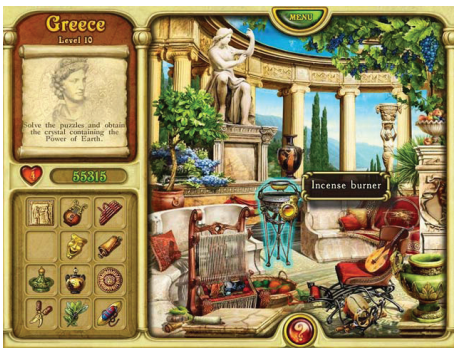 Greece
Level 10
Solve the puzzles and obtain
the crystal containing the
Power of Earth.
55315
MENU
Incense burner
?